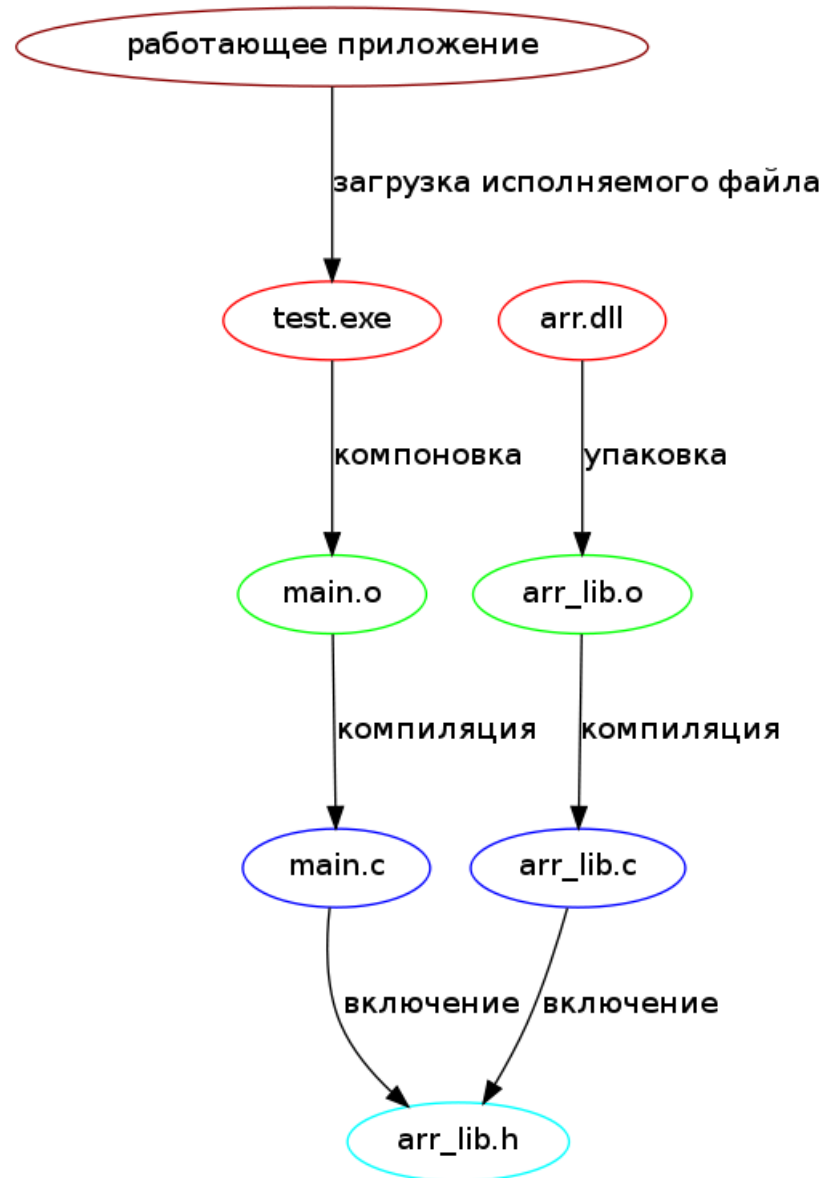 работающее приложение
загрузка исполняемого файла
test.exe
arr.dll
компоновка
упаковка
main.o
arr_lib.o
компиляция
компиляция
main.c
arr_lib.c
включение
включение
arr_lib.h